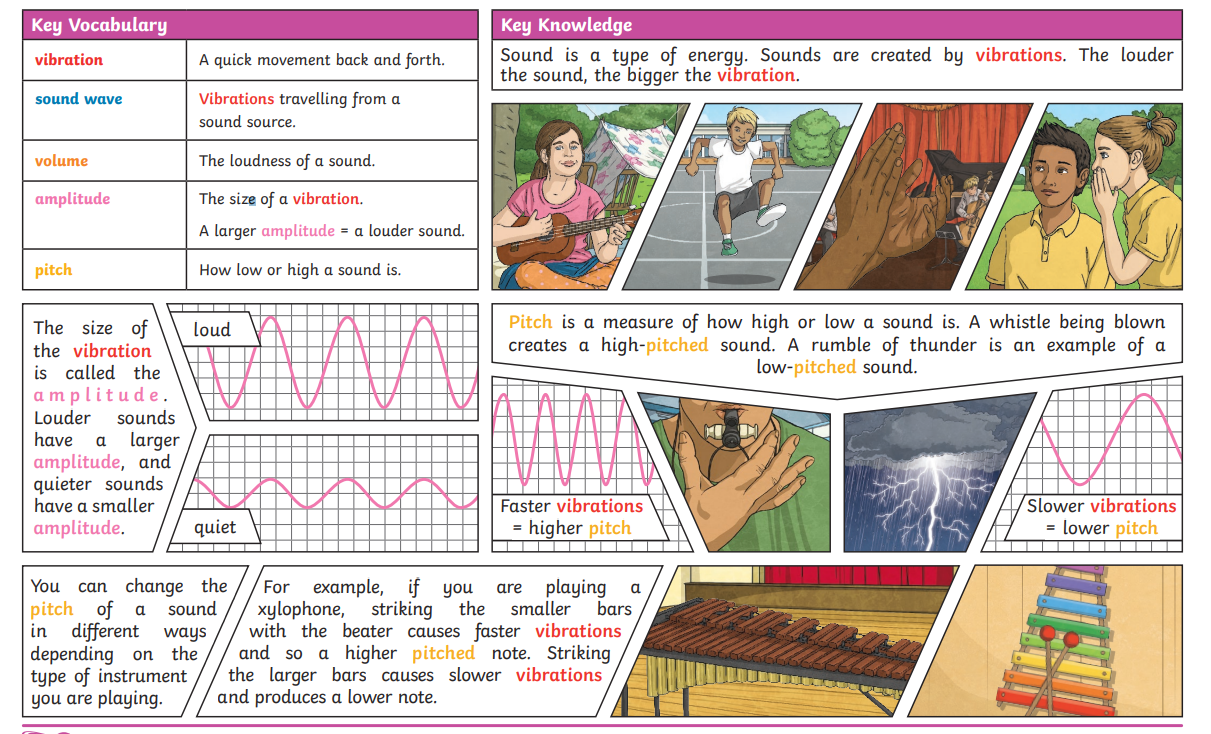 Key Vocabulary
vibration
A quick movement back and forth.
sound wave
Vibrations travelling from a
sound source.
volume
The loudness of a sound.
amplitude
The size of a vibration.
A larger amplitude = a louder sound.
pitch
How low or high a sound is.
Key Knowledge
Sound is a type of energy. Sounds are created by vibrations. The louder
the sound, the bigger the vibration.
The size of
the vibration
is called the
amplitude.
Louder sounds
have a larger
amplitude, and
quieter sounds
have a smaller
amplitude.
loud
quiet
Pitch is a measure of how high or low a sound is. A whistle being blown
creates a high-pitched sound. A rumble of thunder is an example of a
low-pitched sound.
Faster vibrations
= higher pitch
Slower vibrations
= lower pitch
You can change the
pitch of a sound
in different ways
depending on the
type of instrument
you are playing.
For example, if you are playing a
xylophone, striking the smaller bars
with the beater causes faster vibrations
and so a higher pitched note. Striking
the larger bars causes slower vibrations
and produces a lower note.